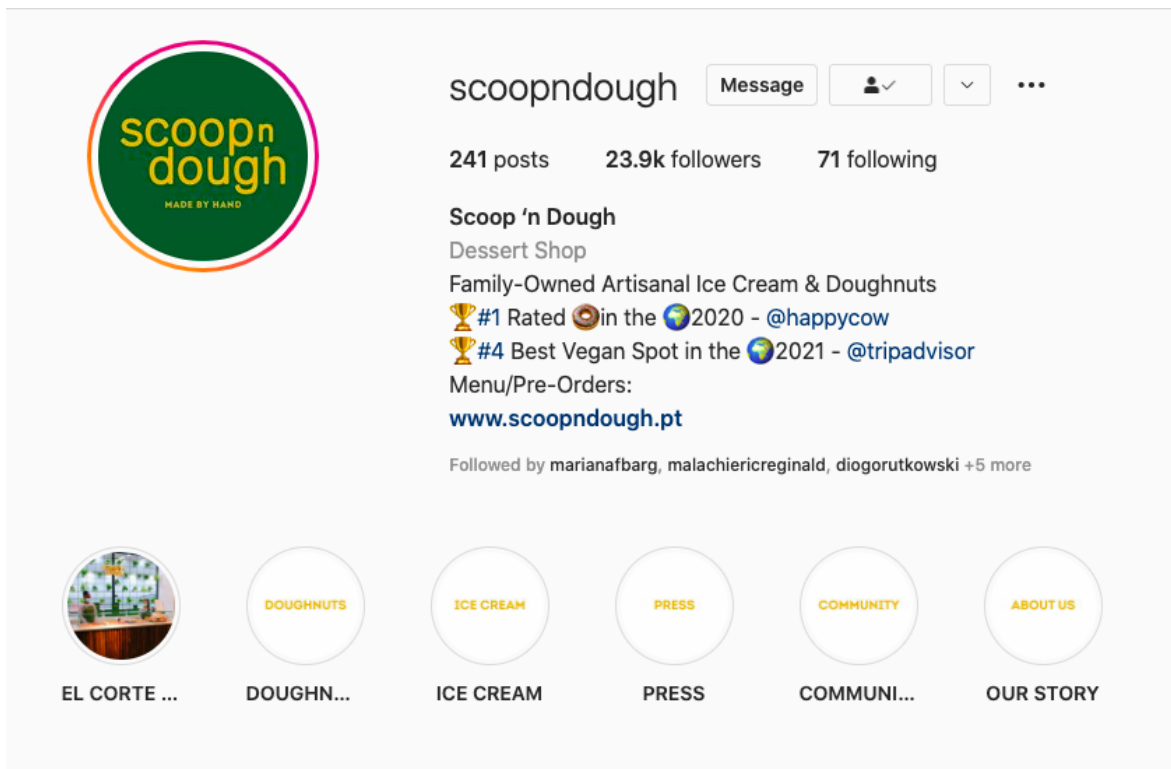 scoopn
dough
MADE BY HAND
scoopndough Message
241 posts 23.9k followers 71 following
Scoop ‘n Dough
Dessert Shop
Family-Owned Artisanal Ice Cream & Doughnuts
🏆#1 Rated 🍩in the 🌍2020 - @happycow
🏆#4 Best Vegan Spot in the 🌍2021 - @tripadvisor
Menu/Pre-Orders:
www.scoopndough.pt
Followed by marianafbarg, malachiericreginald, diogorutkowski +5 more
DOUGHNUTS ICE CREAM PRESS COMMUNITY ABOUT US
EL CORTE ... DOUGHN... ICE CREAM PRESS COMMUNI... OUR STORY